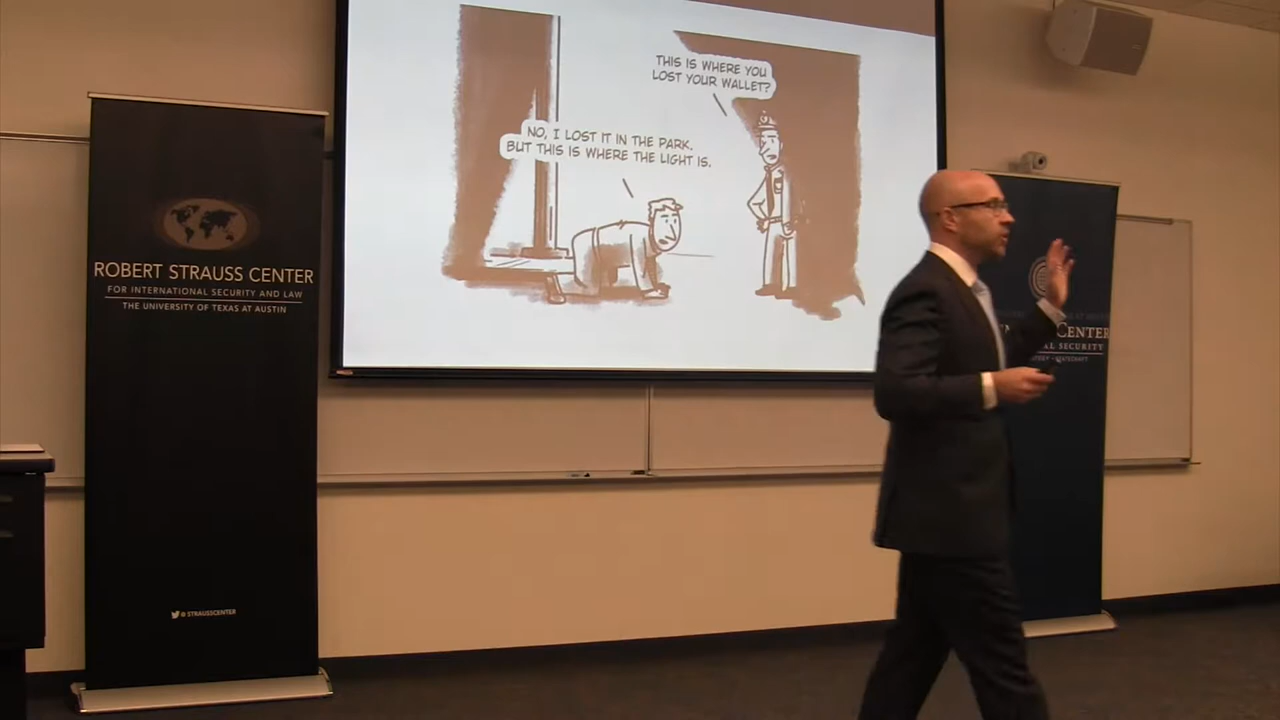 THIS IS WHERE YOU
LOST YOUR WALLET?
NO, I LOST IT IN THE PARK.
BUT THIS IS WHERE THE LIGHT IS.
ROBERT STRAUSS CENTER
FOR INTERNATIONAL SECURITY AND LAW
THE UNIVERSITY OF TEXAS AT AUSTIN
@STRAUSSCENTER
CENTER
SECURITY